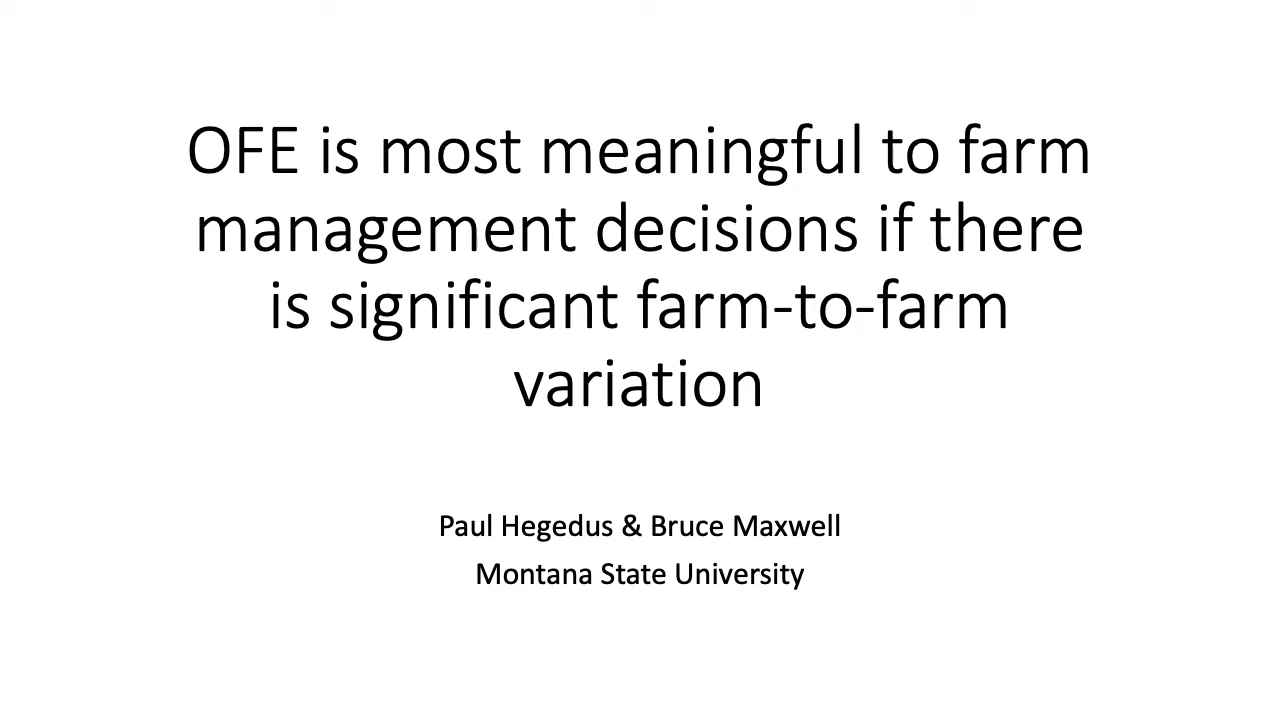 OFE is most meaningful to farm
management decisions if there
is significant farm-to-farm
variation
Paul Hegedus & Bruce Maxwell
Montana State University